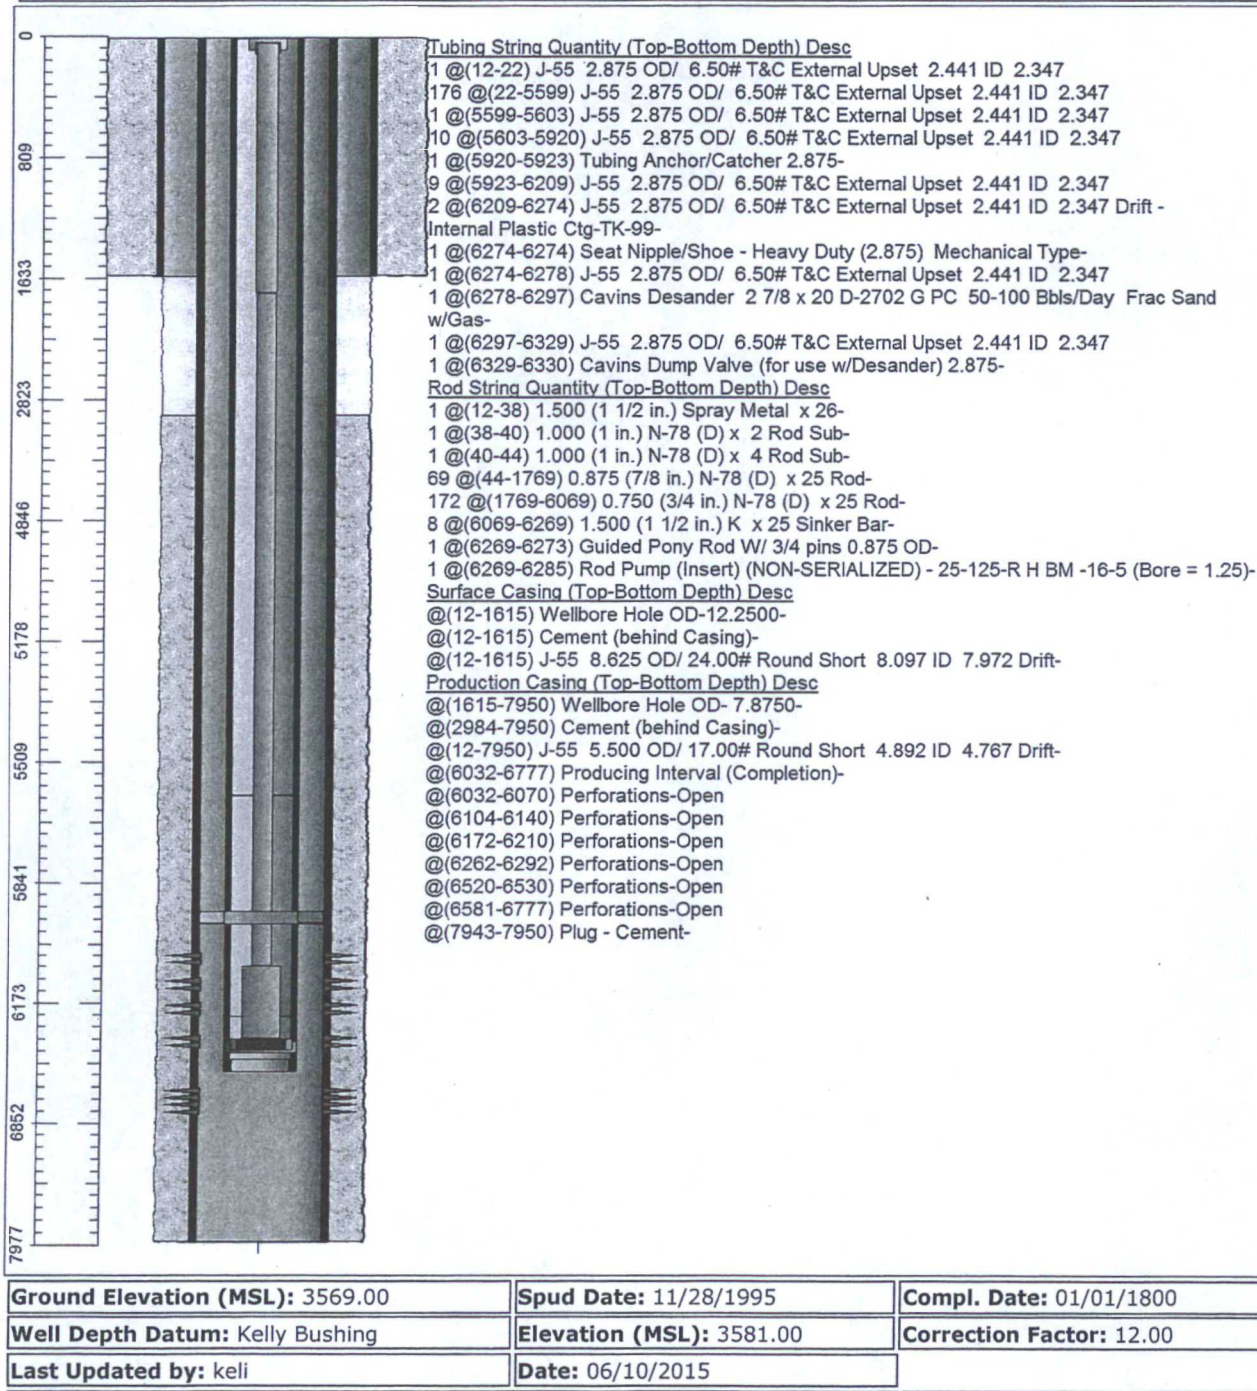 0
809
1633
2823
4846
5178
5509
5841
6173
6852
7977
Tubing String Quantity (Top-Bottom Depth) Desc
1 @(12-22) J-55 2.875 OD/ 6.50# T&C External Upset 2.441 ID 2.347
176 @(22-5599) J-55 2.875 OD/ 6.50# T&C External Upset 2.441 ID 2.347
1 @(5599-5603) J-55 2.875 OD/ 6.50# T&C External Upset 2.441 ID 2.347
10 @(5603-5920) J-55 2.875 OD/ 6.50# T&C External Upset 2.441 ID 2.347
1 @(5920-5923) Tubing Anchor/Catcher 2.875-
9 @(5923-6209) J-55 2.875 OD/ 6.50# T&C External Upset 2.441 ID 2.347
2 @(6209-6274) J-55 2.875 OD/ 6.50# T&C External Upset 2.441 ID 2.347 Drift -
Internal Plastic Ctg-TK-99-
1 @(6274-6274) Seat Nipple/Shoe - Heavy Duty (2.875) Mechanical Type-
1 @(6274-6278) J-55 2.875 OD/ 6.50# T&C External Upset 2.441 ID 2.347
1 @(6278-6297) Cavins Desander 2 7/8 x 20 D-2702 G PC 50-100 Bbls/Day Frac Sand
w/Gas-
1 @(6297-6329) J-55 2.875 OD/ 6.50# T&C External Upset 2.441 ID 2.347
1 @(6329-6330) Cavins Dump Valve (for use w/Desander) 2.875-
Rod String Quantity (Top-Bottom Depth) Desc
1 @(12-38) 1.500 (1 1/2 in.) Spray Metal x 26-
1 @(38-40) 1.000 (1 in.) N-78 (D) x 2 Rod Sub-
1 @(40-44) 1.000 (1 in.) N-78 (D) x 4 Rod Sub-
69 @(44-1769) 0.875 (7/8 in.) N-78 (D) x 25 Rod-
172 @(1769-6069) 0.750 (3/4 in.) N-78 (D) x 25 Rod-
8 @(6069-6269) 1.500 (1 1/2 in.) K x 25 Sinker Bar-
1 @(6269-6273) Guided Pony Rod W/ 3/4 pins 0.875 OD-
1 @(6269-6285) Rod Pump (Insert) (NON-SERIALIZED) - 25-125-R H BM -16-5 (Bore = 1.25)-
Surface Casing (Top-Bottom Depth) Desc
@(12-1615) Wellbore Hole OD-12.2500-
@(12-1615) Cement (behind Casing)-
@(12-1615) J-55 8.625 OD/ 24.00# Round Short 8.097 ID 7.972 Drift-
Production Casing (Top-Bottom Depth) Desc
@(1615-7950) Wellbore Hole OD- 7.8750-
@(2984-7950) Cement (behind Casing)-
@(12-7950) J-55 5.500 OD/ 17.00# Round Short 4.892 ID 4.767 Drift-
@(6032-6777) Producing Interval (Completion)-
@(6032-6070) Perforations-Open
@(6104-6140) Perforations-Open
@(6172-6210) Perforations-Open
@(6262-6292) Perforations-Open
@(6520-6530) Perforations-Open
@(6581-6777) Perforations-Open
@(7943-7950) Plug - Cement-
Ground Elevation (MSL): 3569.00 Spud Date: 11/28/1995 Compl. Date: 01/01/1800
Well Depth Datum: Kelly Bushing Elevation (MSL): 3581.00 Correction Factor: 12.00
Last Updated by: keli Date: 06/10/2015